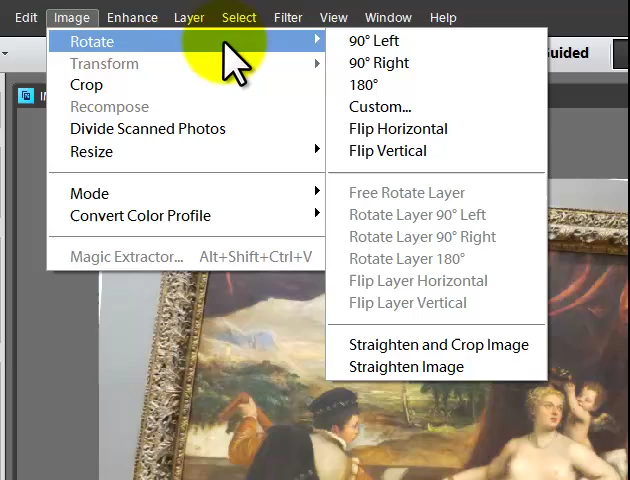 Edit Image Enhance Layer Select Filter View Window Help
Rotate
Transform
Crop
Recompose
Divide Scanned Photos
Resize
Mode
Convert Color Profile
Magic Extractor... Alt+Shift+Ctrl+V
90° Left
90° Right
180°
Custom...
Flip Horizontal
Flip Vertical
Free Rotate Layer
Rotate Layer 90° Left
Rotate Layer 90° Right
Rotate Layer 180°
Flip Layer Horizontal
Flip Layer Vertical
Straighten and Crop Image
Straighten Image